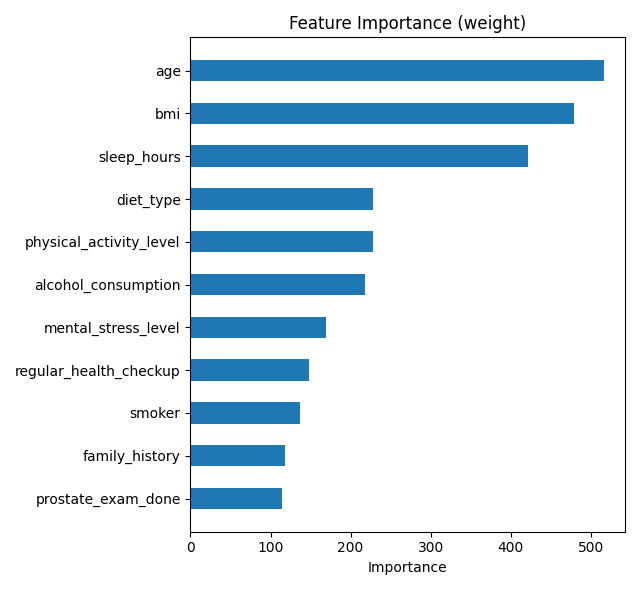 Feature Importance (weight)
age
bmi
sleep_hours
diet_type
physical_activity_level
alcohol_consumption
mental_stress_level
regular_health_checkup
smoker
family_history
prostate_exam_done
0 100 200 300 400 500
Importance